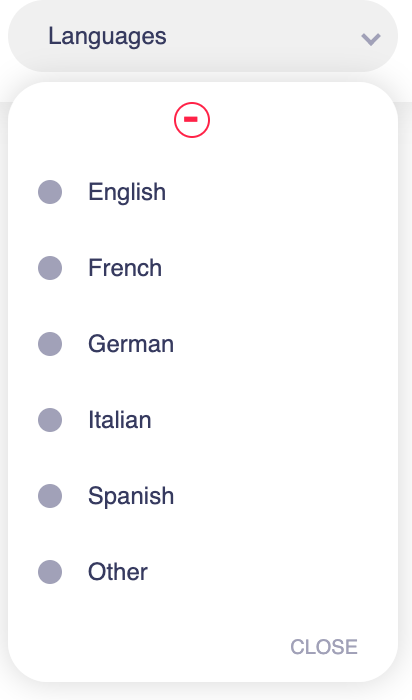 Languages
English
French
German
Italian
Spanish
Other
CLOSE